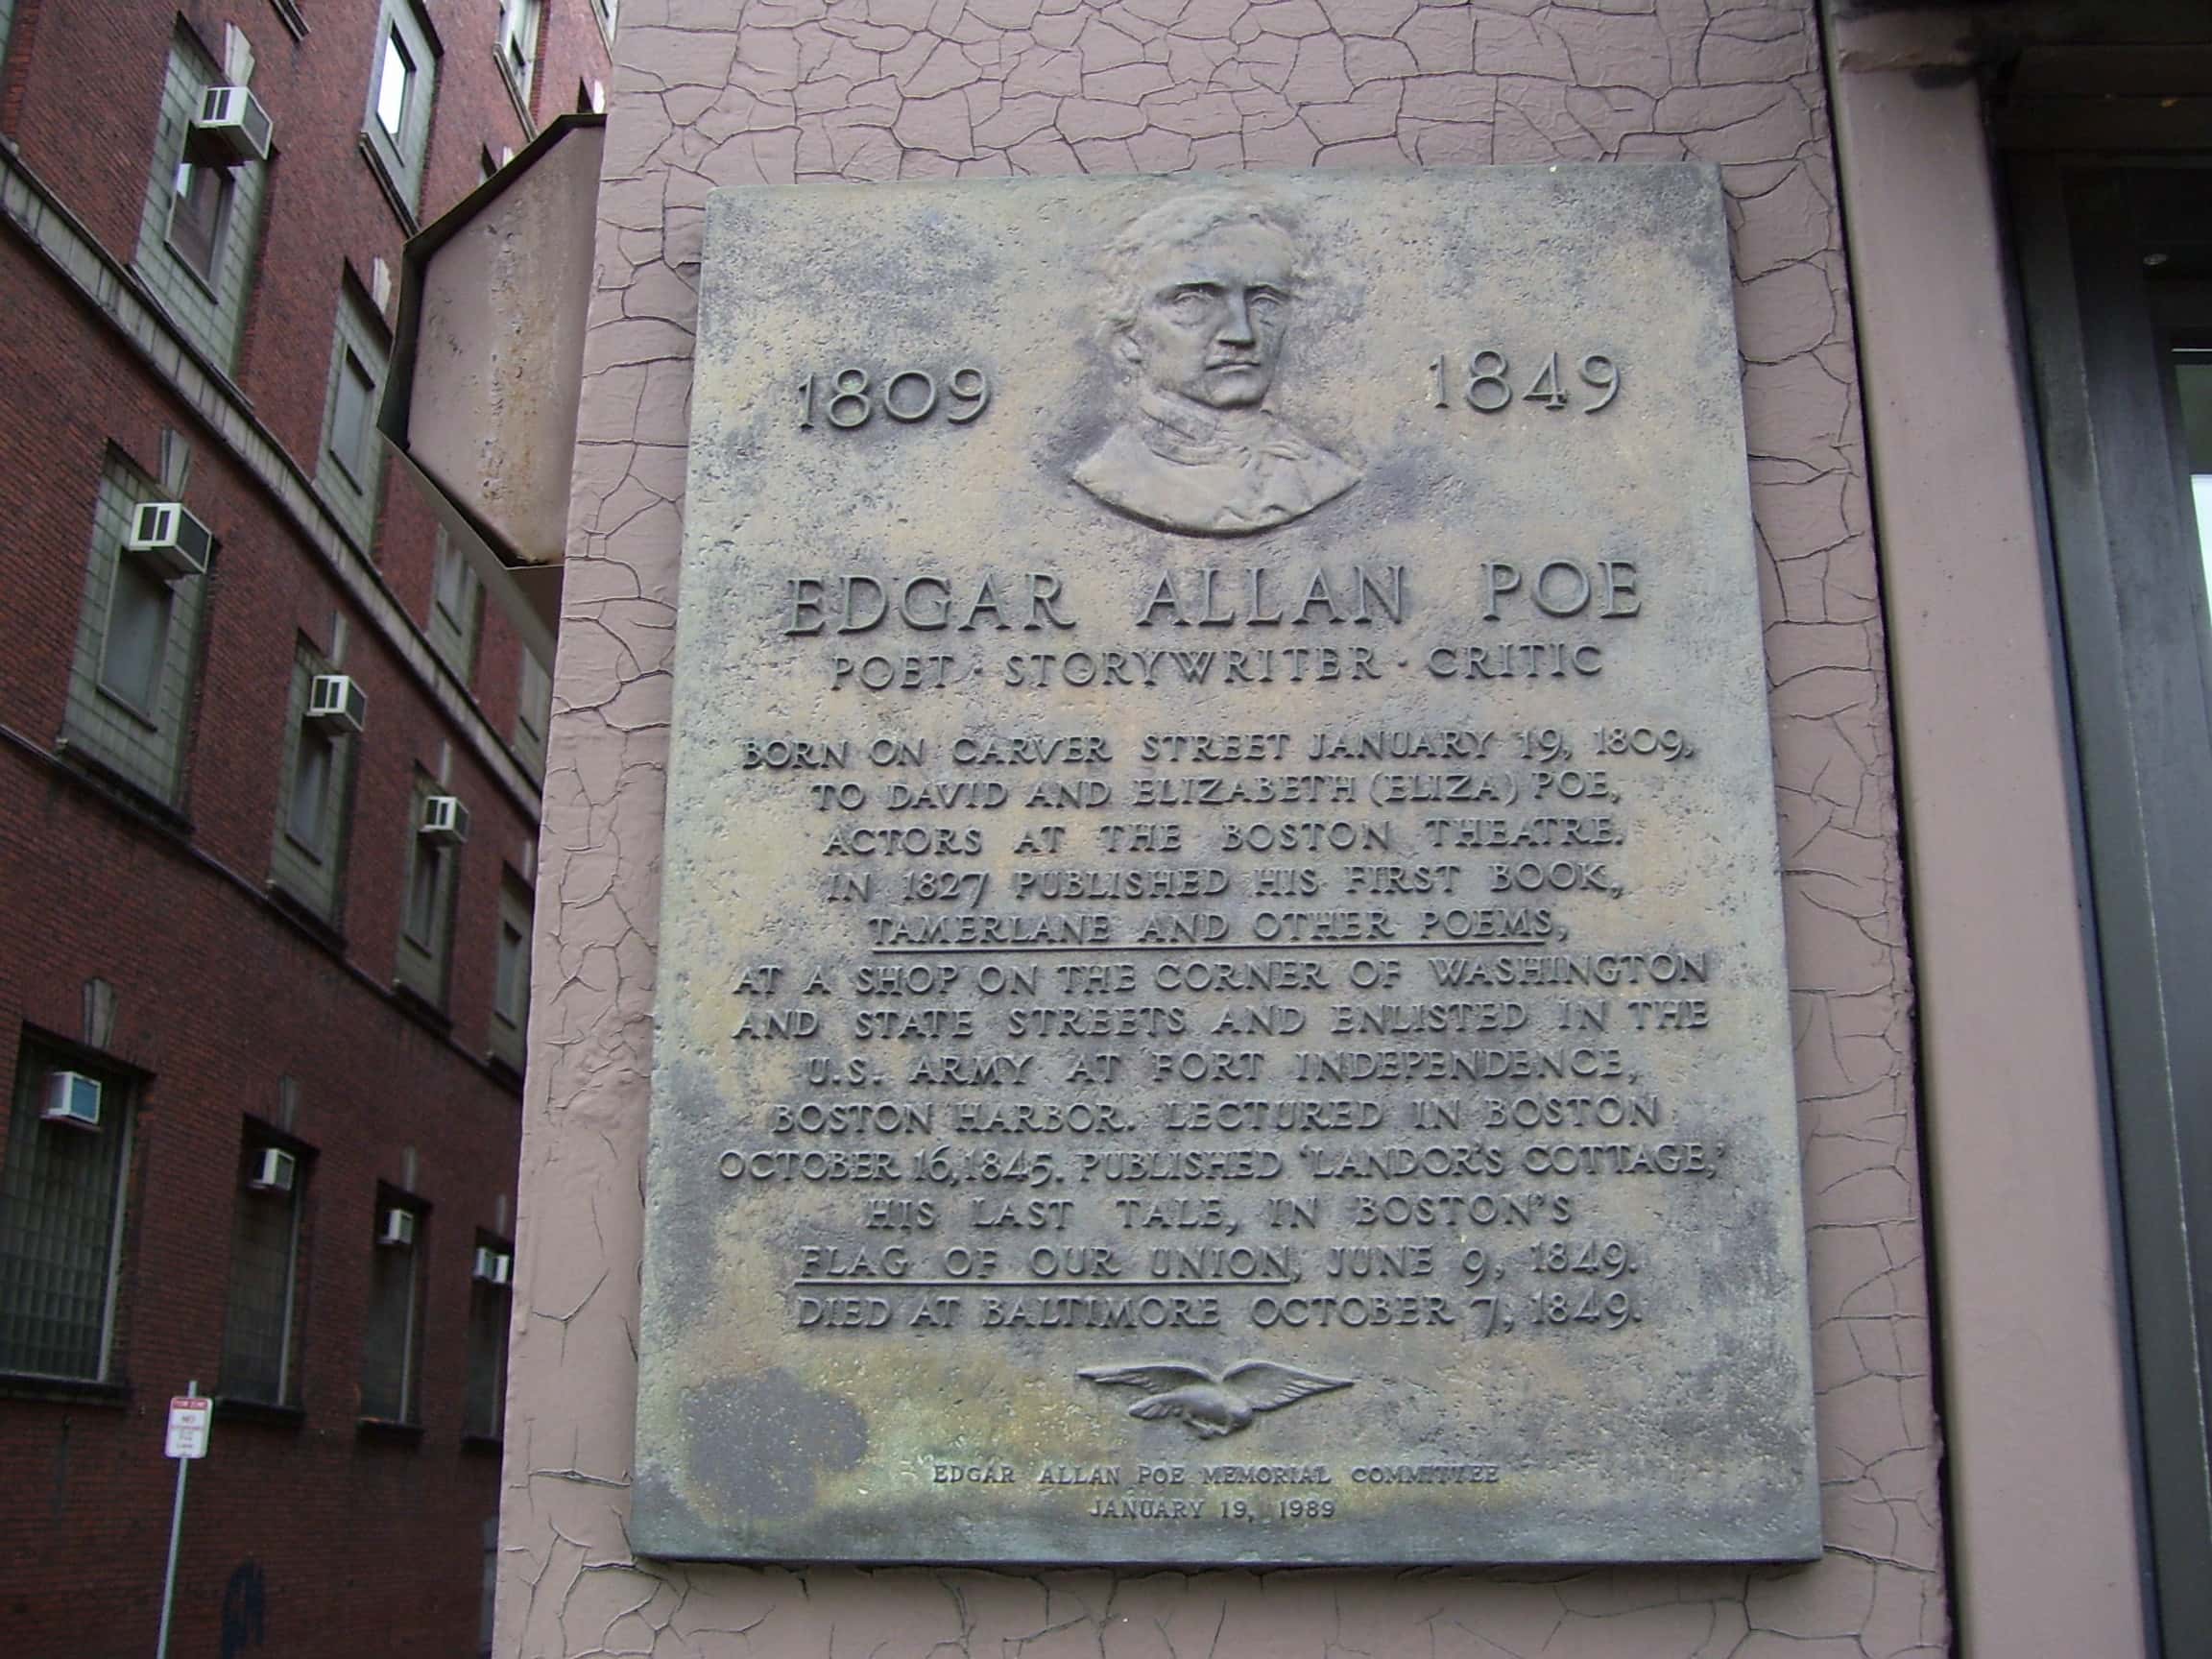 1809 1849
EDGAR ALLAN POE
POET · STORYWRITER · CRITIC
BORN ON CARVER STREET JANUARY 19, 1809,
TO DAVID AND ELIZABETH (ELIZA) POE,
ACTORS AT THE BOSTON THEATRE.
IN 1827 PUBLISHED HIS FIRST BOOK,
TAMERLANE AND OTHER POEMS,
AT A SHOP ON THE CORNER OF WASHINGTON
AND STATE STREETS AND ENLISTED IN THE
U.S. ARMY AT FORT INDEPENDENCE,
BOSTON HARBOR. LECTURED IN BOSTON
OCTOBER 16, 1845. PUBLISHED 'LANDOR'S COTTAGE,'
HIS LAST TALE, IN BOSTON'S
FLAG OF OUR UNION, JUNE 9, 1849.
DIED AT BALTIMORE OCTOBER 7, 1849.
EDGAR ALLAN POE MEMORIAL COMMITTEE
JANUARY 19, 1989